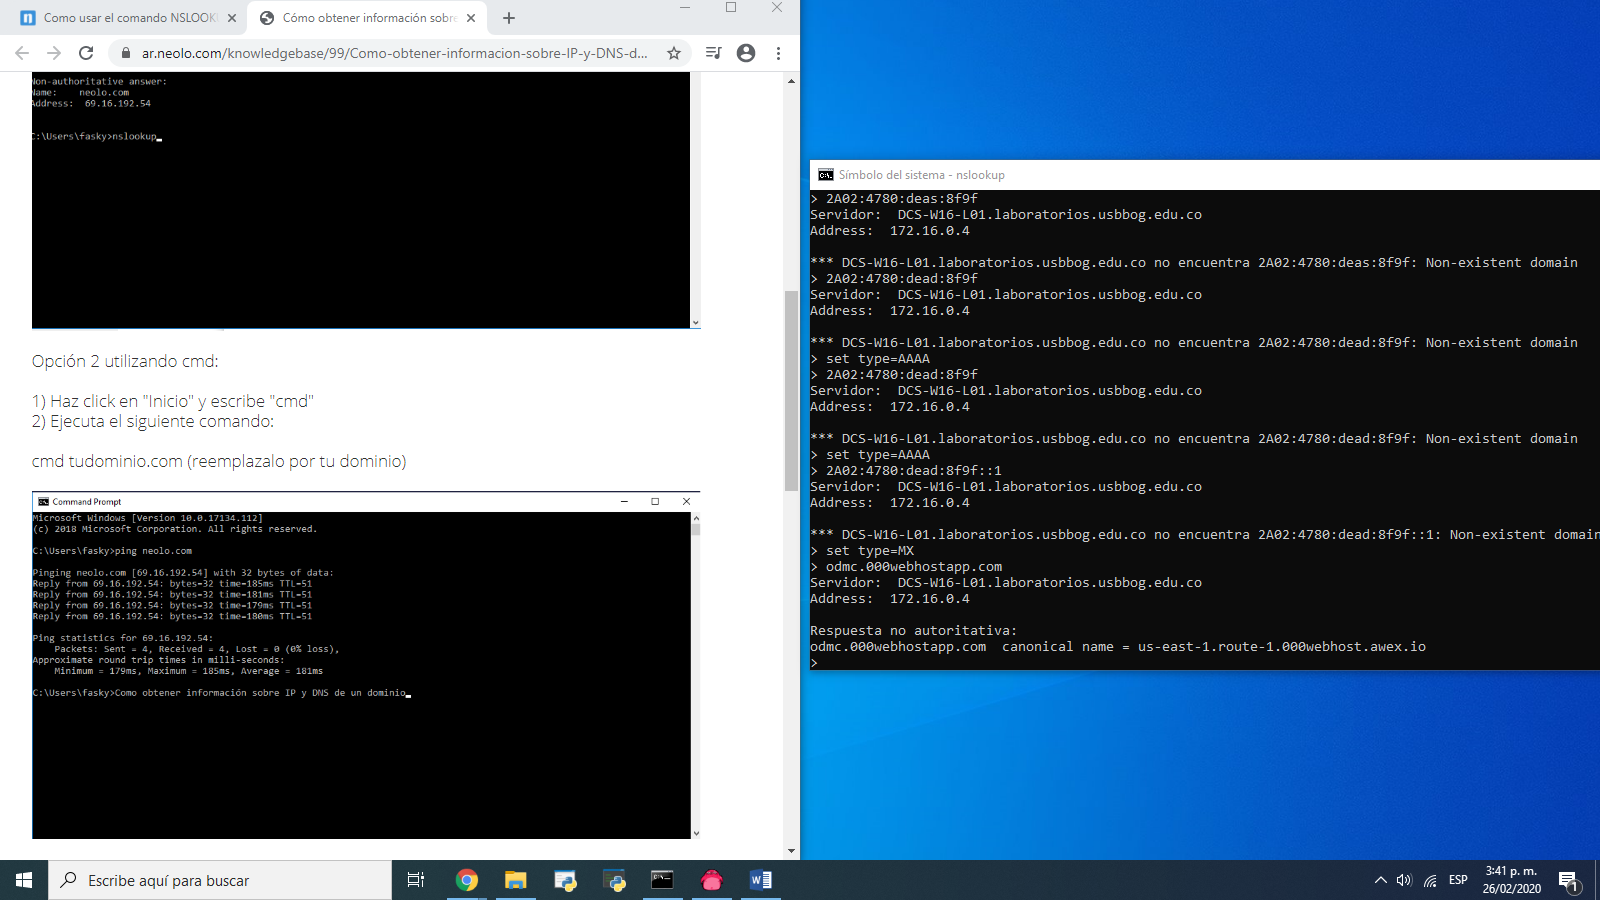 Como usar el comando NSLOOK
Cómo obtener información sobre
ar.neolo.com/knowledgebase/99/Como-obtener-informacion-sobre-IP-y-DNS-d...
Non-authoritative answer:
Name:    neolo.com
Address:  69.16.192.54
C:\Users\fasky>nslookup
Opción 2 utilizando cmd:
1) Haz click en "Inicio" y escribe "cmd"
2) Ejecuta el siguiente comando:
cmd tudominio.com (reemplazalo por tu dominio)
Command Prompt
Microsoft Windows [Version 10.0.17134.112]
(c) 2018 Microsoft Corporation. All rights reserved.
C:\Users\fasky>ping neolo.com
Pinging neolo.com [69.16.192.54] with 32 bytes of data:
Reply from 69.16.192.54: bytes=32 time=185ms TTL=51
Reply from 69.16.192.54: bytes=32 time=181ms TTL=51
Reply from 69.16.192.54: bytes=32 time=179ms TTL=51
Reply from 69.16.192.54: bytes=32 time=180ms TTL=51
Ping statistics for 69.16.192.54:
    Packets: Sent = 4, Received = 4, Lost = 0 (0% loss),
Approximate round trip times in milli-seconds:
    Minimum = 179ms, Maximum = 185ms, Average = 181ms
C:\Users\fasky>Como obtener información sobre IP y DNS de un dominio
Símbolo del sistema - nslookup
> 2A02:4780:deas:8f9f
Servidor:  DCS-W16-L01.laboratorios.usbbog.edu.co
Address:  172.16.0.4
*** DCS-W16-L01.laboratorios.usbbog.edu.co no encuentra 2A02:4780:deas:8f9f: Non-existent domain
> 2A02:4780:dead:8f9f
Servidor:  DCS-W16-L01.laboratorios.usbbog.edu.co
Address:  172.16.0.4
*** DCS-W16-L01.laboratorios.usbbog.edu.co no encuentra 2A02:4780:dead:8f9f: Non-existent domain
> set type=AAAA
> 2A02:4780:dead:8f9f
Servidor:  DCS-W16-L01.laboratorios.usbbog.edu.co
Address:  172.16.0.4
*** DCS-W16-L01.laboratorios.usbbog.edu.co no encuentra 2A02:4780:dead:8f9f: Non-existent domain
> set type=AAAA
> 2A02:4780:dead:8f9f::1
Servidor:  DCS-W16-L01.laboratorios.usbbog.edu.co
Address:  172.16.0.4
*** DCS-W16-L01.laboratorios.usbbog.edu.co no encuentra 2A02:4780:dead:8f9f::1: Non-existent domain
> set type=MX
> odmc.000webhostapp.com
Servidor:  DCS-W16-L01.laboratorios.usbbog.edu.co
Address:  172.16.0.4
Respuesta no autoritativa:
odmc.000webhostapp.com  canonical name = us-east-1.route-1.000webhost.awex.io
>
Escribe aquí para buscar
ESP
3:41 p. m.
26/02/2020
1